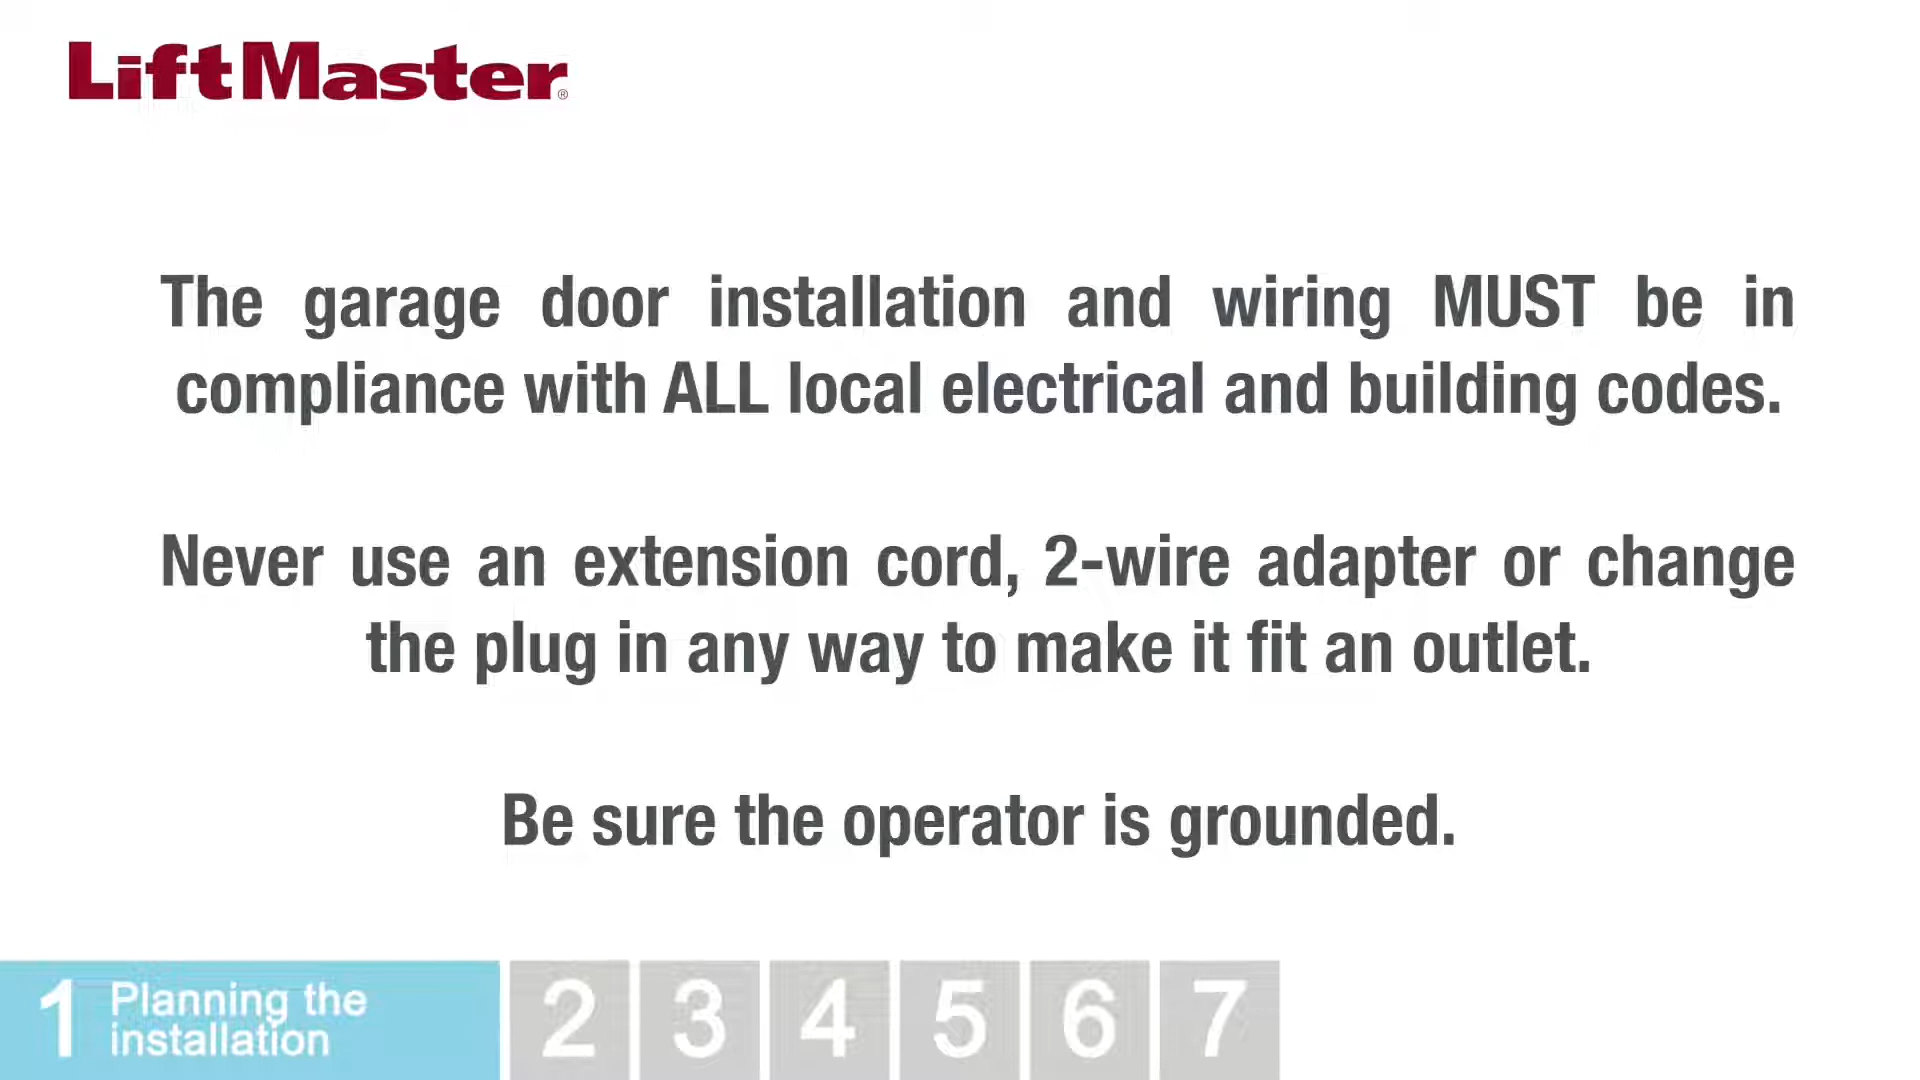 LiftMaster®
The garage door installation and wiring MUST be in
compliance with ALL local electrical and building codes.
Never use an extension cord, 2-wire adapter or change
the plug in any way to make it fit an outlet.
Be sure the operator is grounded.
1 Planning the
installation
2 3 4 5 6 7